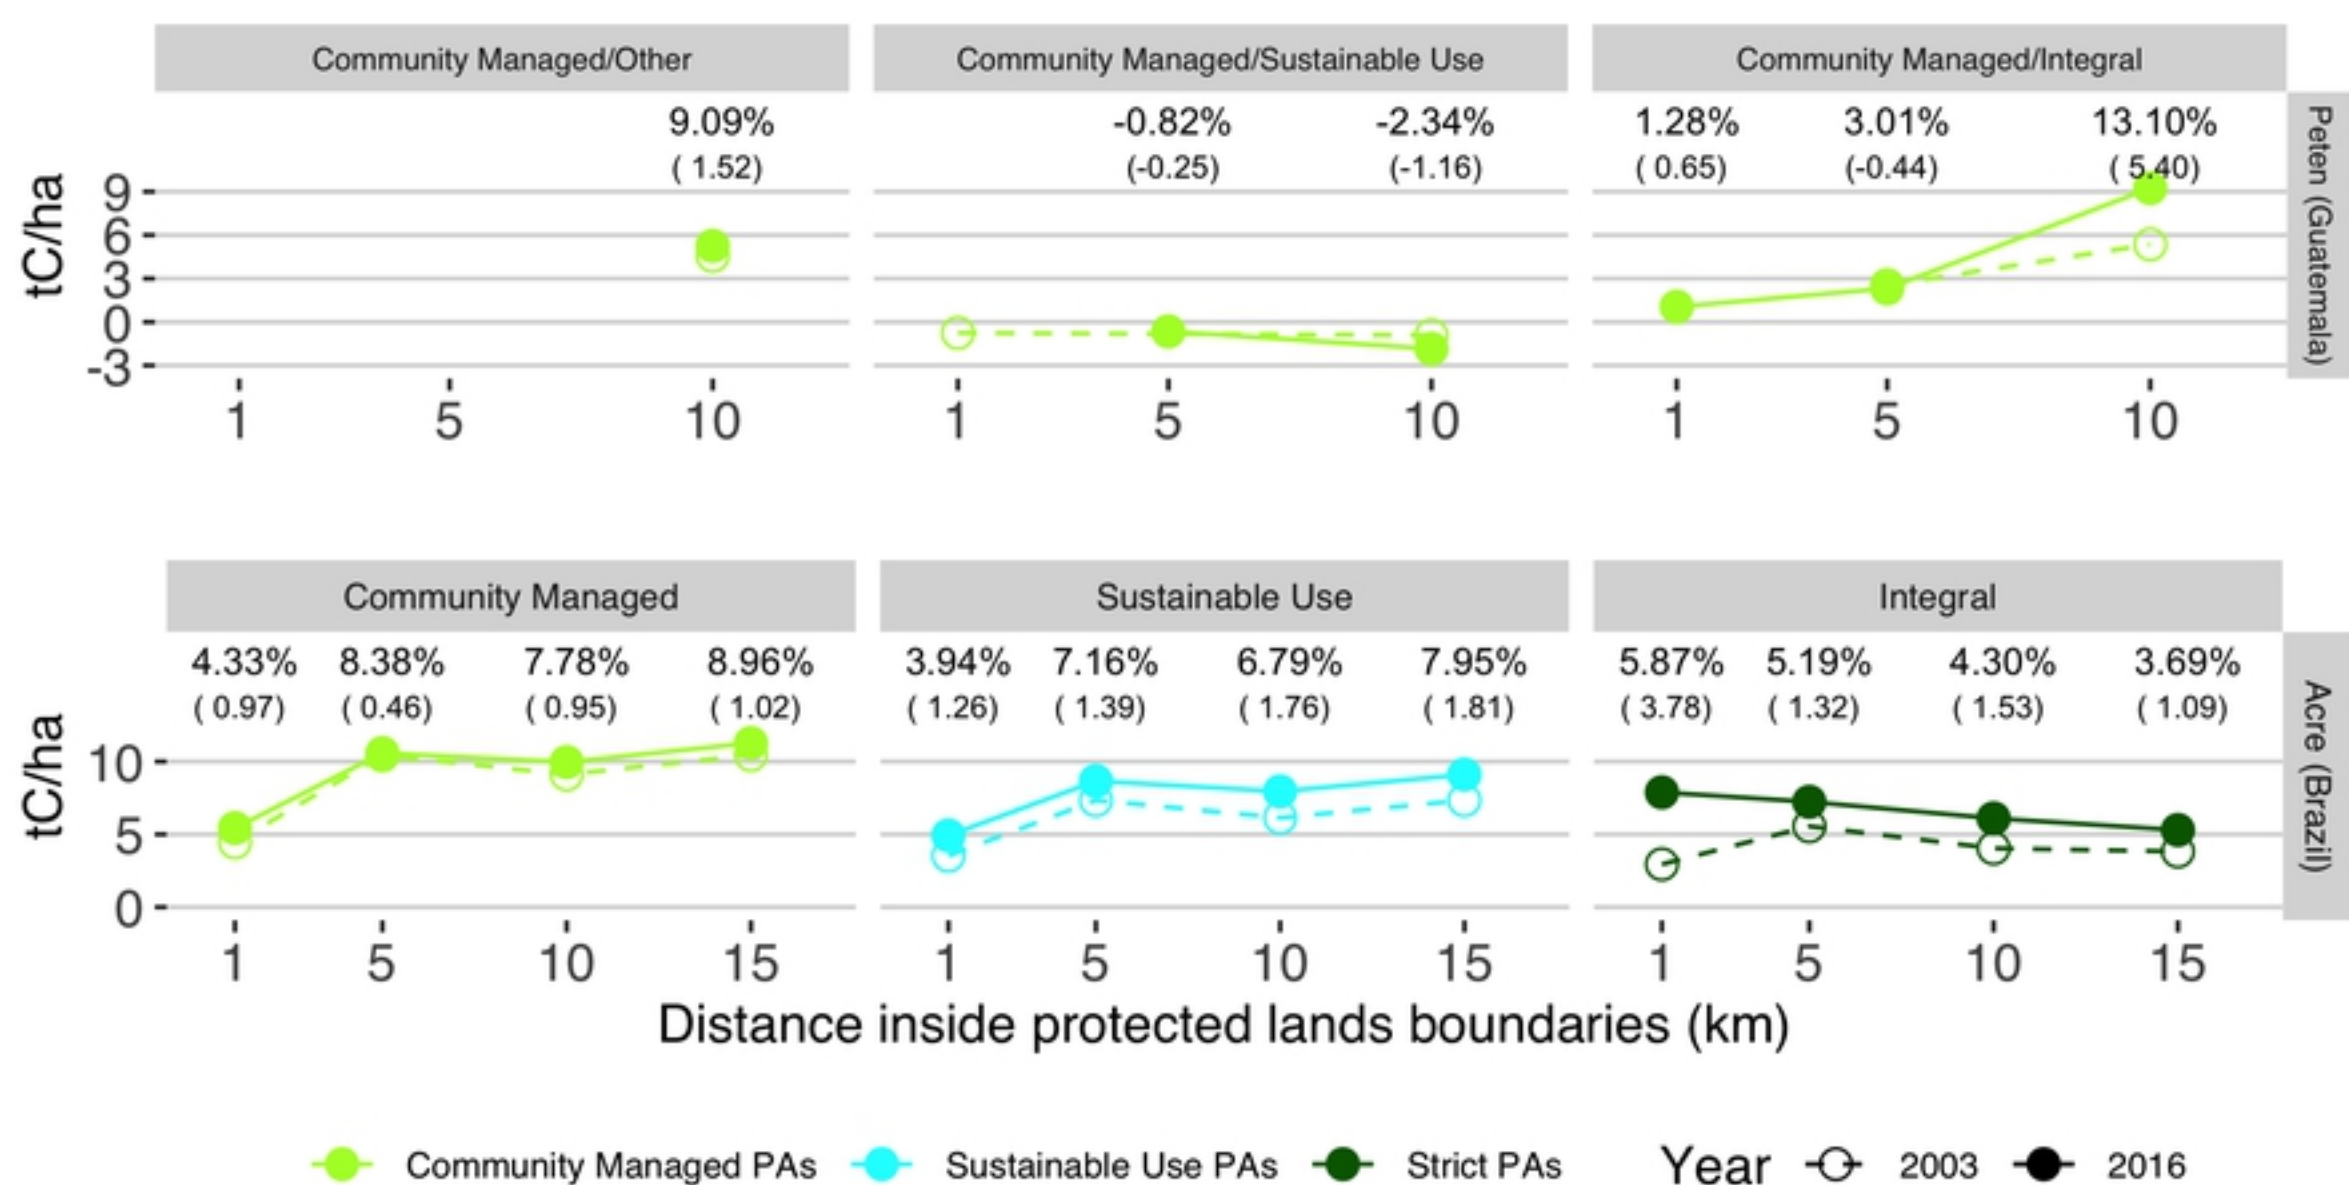 Community Managed/Other Community Managed/Sustainable Use Community Managed/Integral
9.09% -0.82% -2.34% 1.28% 3.01% 13.10%
( 1.52) (-0.25) (-1.16) ( 0.65) (-0.44) ( 5.40)
Peten (Guatemala)
tC/ha
9
6
3
0
-3
1 5 10 1 5 10 1 5 10
Community Managed Sustainable Use Integral
4.33% 8.38% 7.78% 8.96% 3.94% 7.16% 6.79% 7.95% 5.87% 5.19% 4.30% 3.69%
( 0.97) ( 0.46) ( 0.95) ( 1.02) ( 1.26) ( 1.39) ( 1.76) ( 1.81) ( 3.78) ( 1.32) ( 1.53) ( 1.09)
Acre (Brazil)
tC/ha
10
5
0
1 5 10 15 1 5 10 15 1 5 10 15
Distance inside protected lands boundaries (km)
Community Managed PAs Sustainable Use PAs Strict PAs Year 2003 2016